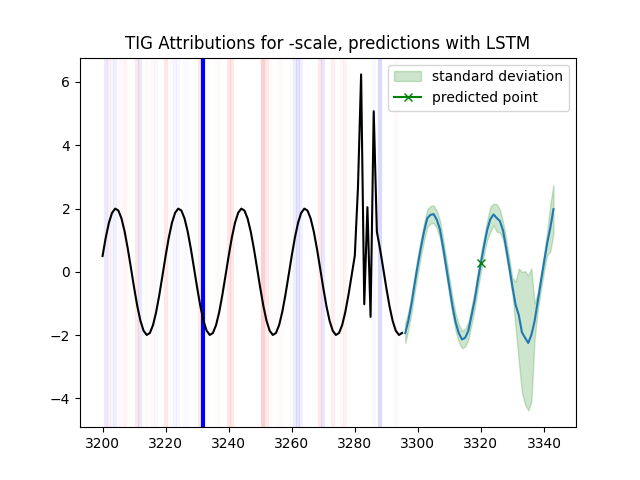 TIG Attributions for -scale, predictions with LSTM
standard deviation
predicted point
6
4
2
0
−2
−4
3200 3220 3240 3260 3280 3300 3320 3340